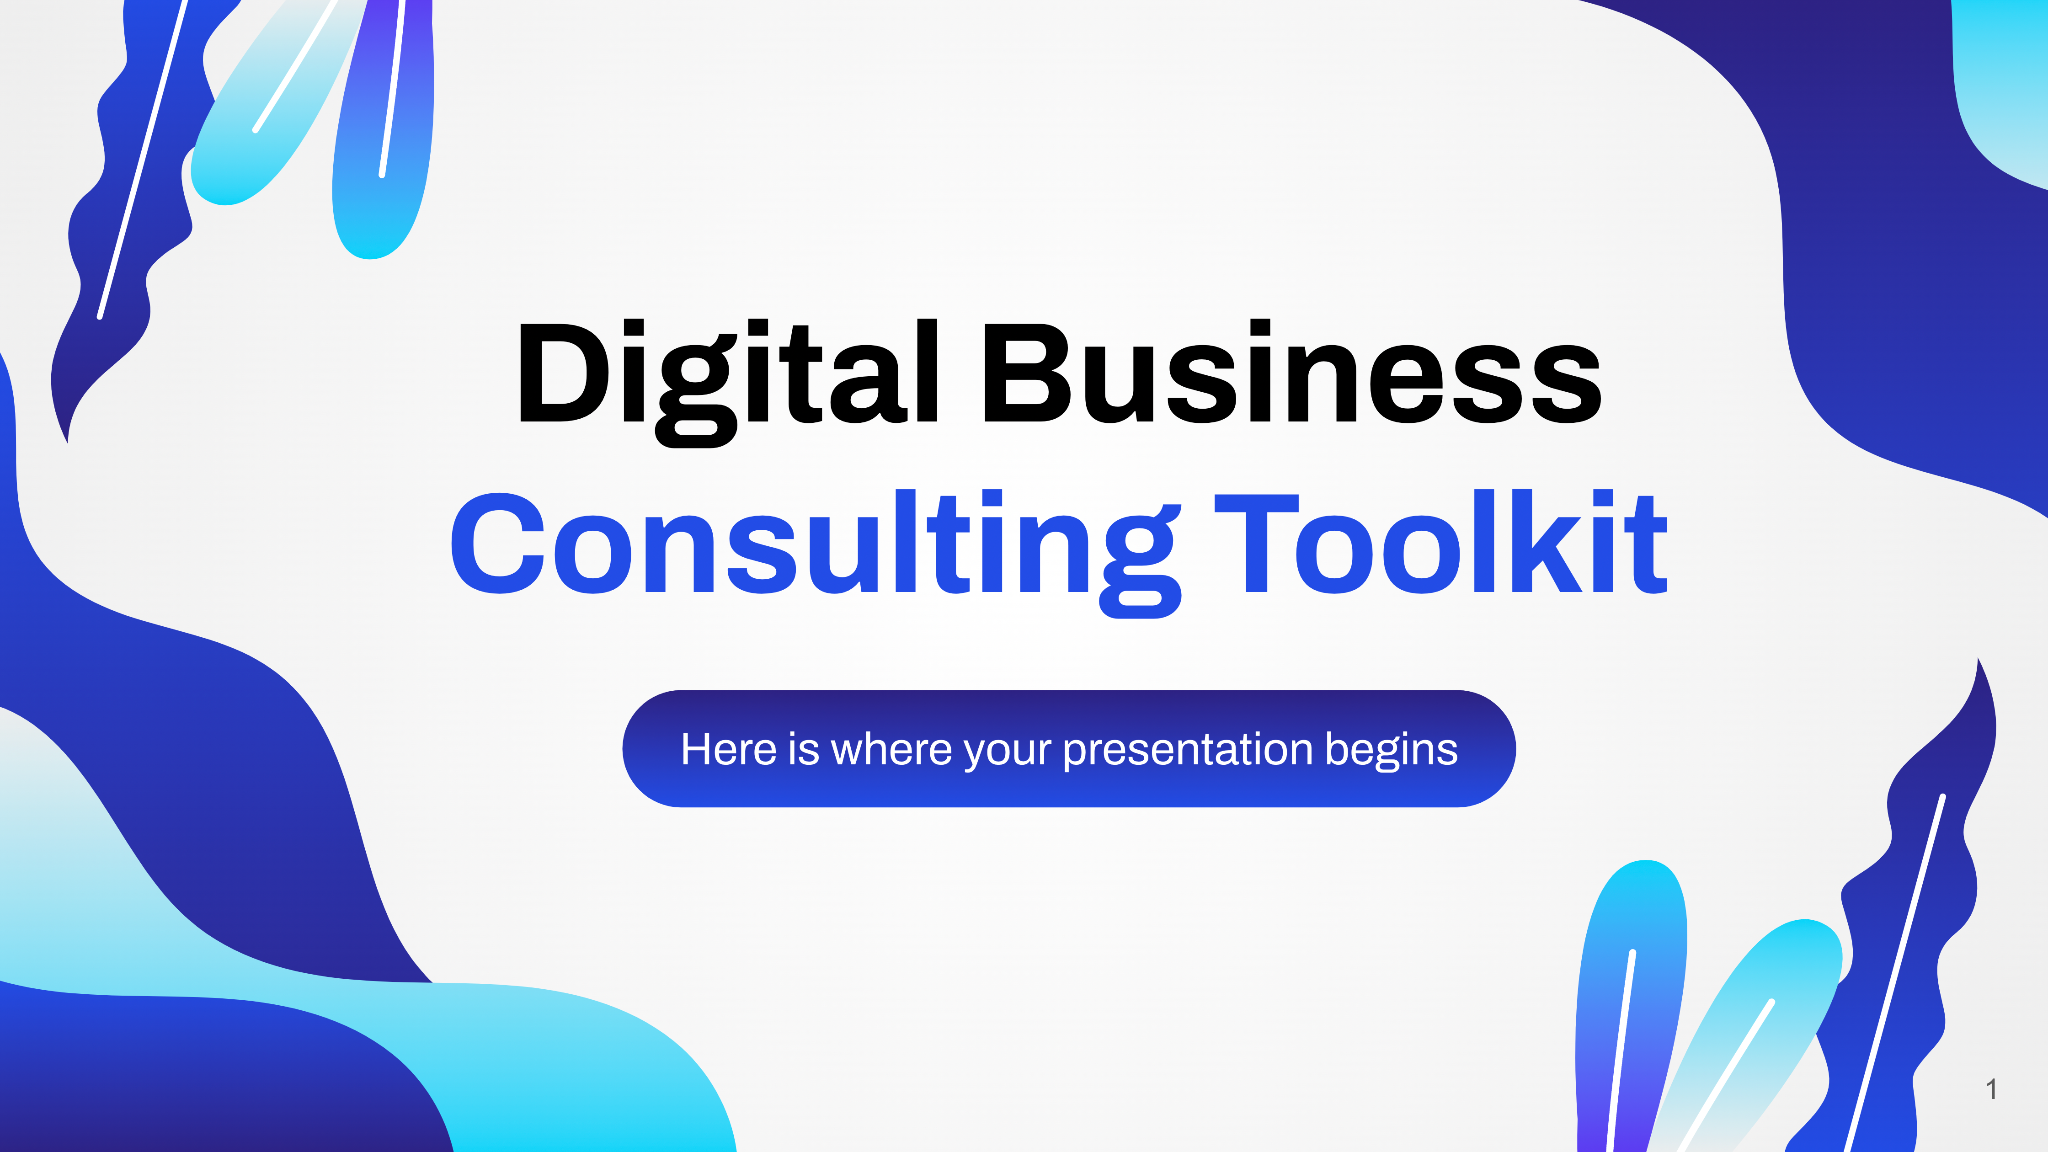 Digital Business
Consulting Toolkit
Here is where your presentation begins
1